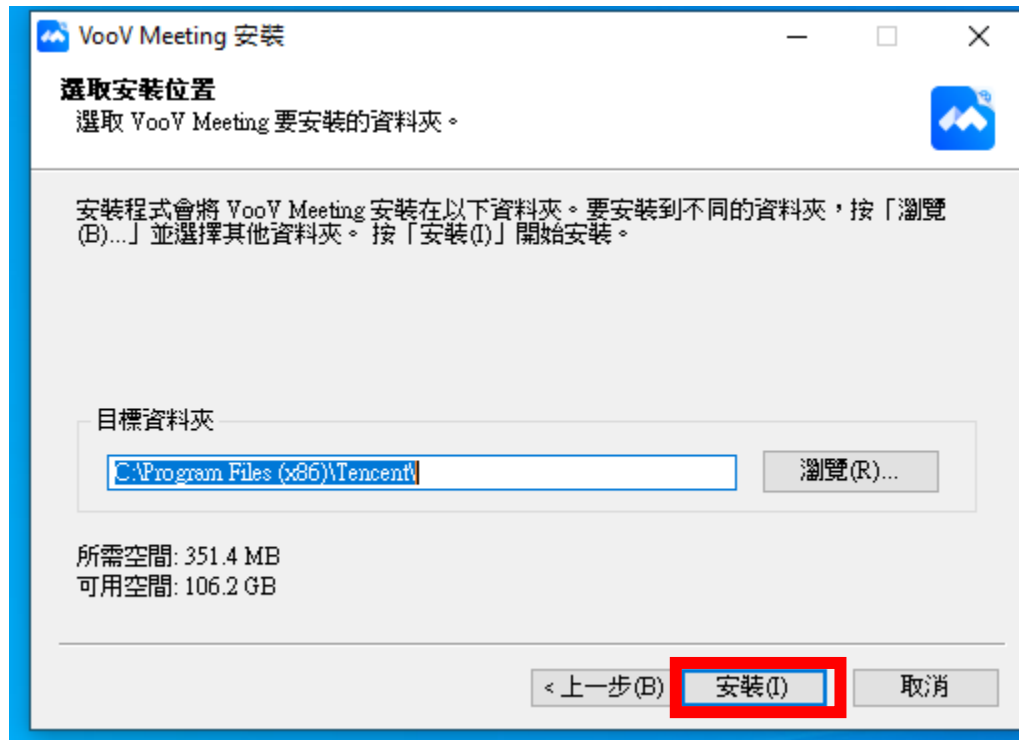 VooV Meeting 安裝
選取安裝位置
選取 VooV Meeting 要安裝的資料夾。
安裝程式會將 VooV Meeting 安裝在以下資料夾。要安裝到不同的資料夾，按「瀏覽
(B)...」並選擇其他資料夾。 按「安裝(I)」開始安裝。
目標資料夾
C:\Program Files (x86)\Tencent\
瀏覽(R)...
所需空間: 351.4 MB
可用空間: 106.2 GB
< 上一步(B) 安裝(I) 取消